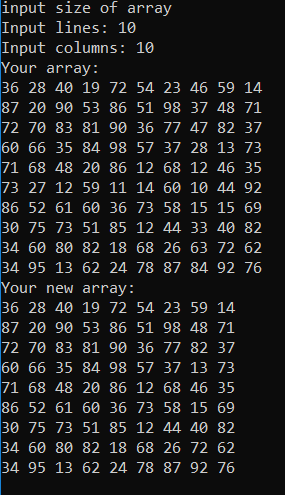 input size of array
Input lines: 10
Input columns: 10
Your array:
36 28 40 19 72 54 23 46 59 14
87 20 90 53 86 51 98 37 48 71
72 70 83 81 90 36 77 47 82 37
60 66 35 84 98 57 37 28 13 73
71 68 48 20 86 12 68 12 46 35
73 27 12 59 11 14 60 10 44 92
86 52 61 60 36 73 58 15 15 69
30 75 73 51 85 12 44 33 40 82
34 60 80 82 18 68 26 63 72 62
34 95 13 62 24 78 87 84 92 76
Your new array:
36 28 40 19 72 54 23 59 14
87 20 90 53 86 51 98 48 71
72 70 83 81 90 36 77 82 37
60 66 35 84 98 57 37 13 73
71 68 48 20 86 12 68 46 35
86 52 61 60 36 73 58 15 69
30 75 73 51 85 12 44 40 82
34 60 80 82 18 68 26 72 62
34 95 13 62 24 78 87 92 76